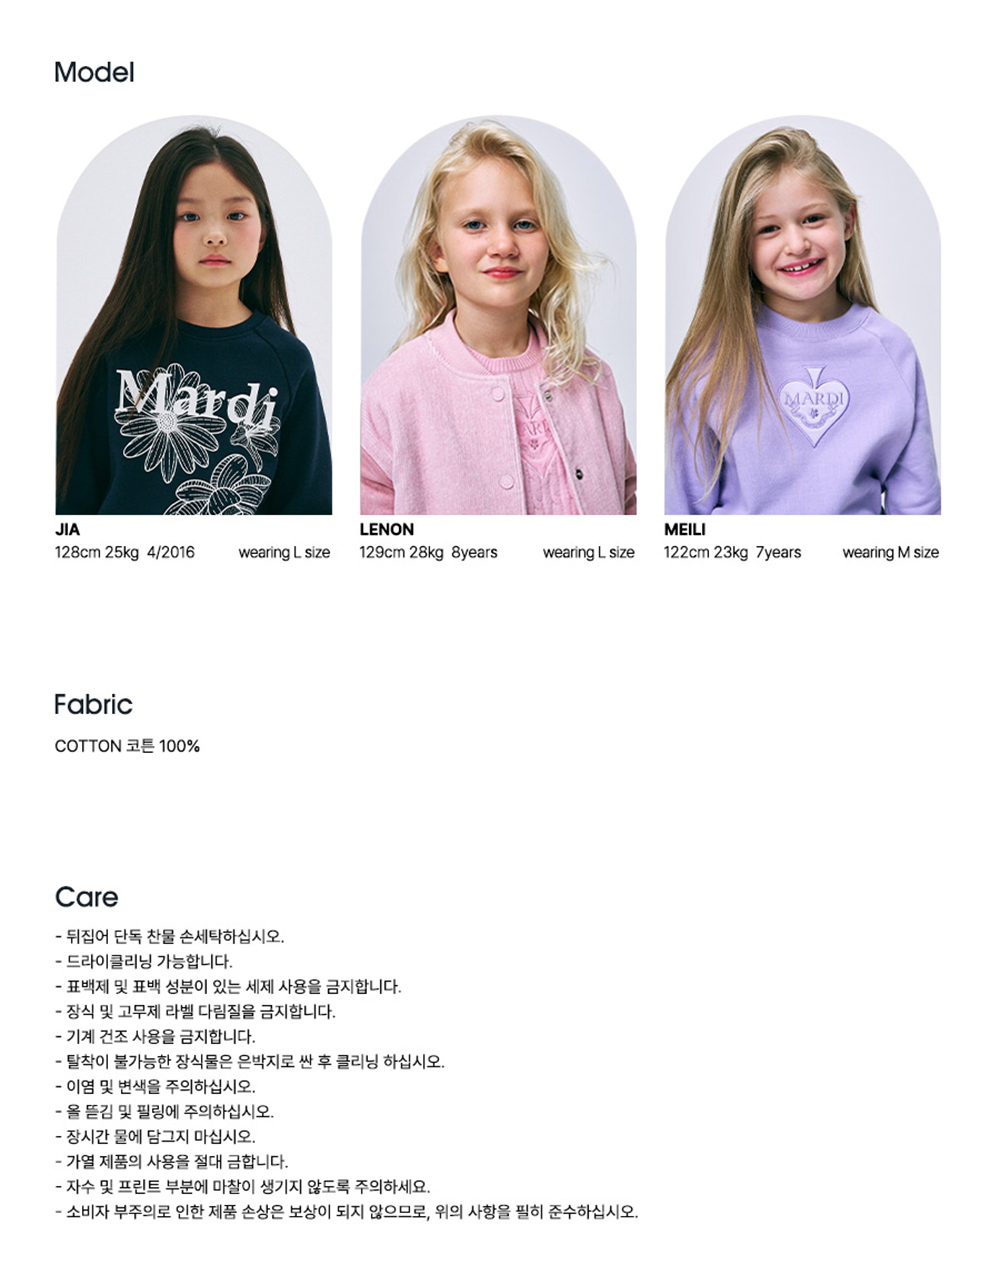 Model
Mardi
MARDI
MARDI
JIA
128cm 25kg 4/2016 wearing L size
LENON
129cm 28kg 8years wearing L size
MEILI
122cm 23kg 7years wearing M size
Fabric
COTTON 코튼 100%
Care
- 뒤집어 단독 찬물 손세탁하십시오.
- 드라이클리닝 가능합니다.
- 표백제 및 표백 성분이 있는 세제 사용을 금지합니다.
- 장식 및 고무제 라벨 다림질을 금지합니다.
- 기계 건조 사용을 금지합니다.
- 탈착이 불가능한 장식물은 은박지로 싼 후 클리닝 하십시오.
- 이염 및 변색을 주의하십시오.
- 올 뜯김 및 필링에 주의하십시오.
- 장시간 물에 담그지 마십시오.
- 가열 제품의 사용을 절대 금합니다.
- 자수 및 프린트 부분에 마찰이 생기지 않도록 주의하세요.
- 소비자 부주의로 인한 제품 손상은 보상이 되지 않으므로, 위의 사항을 필히 준수하십시오.